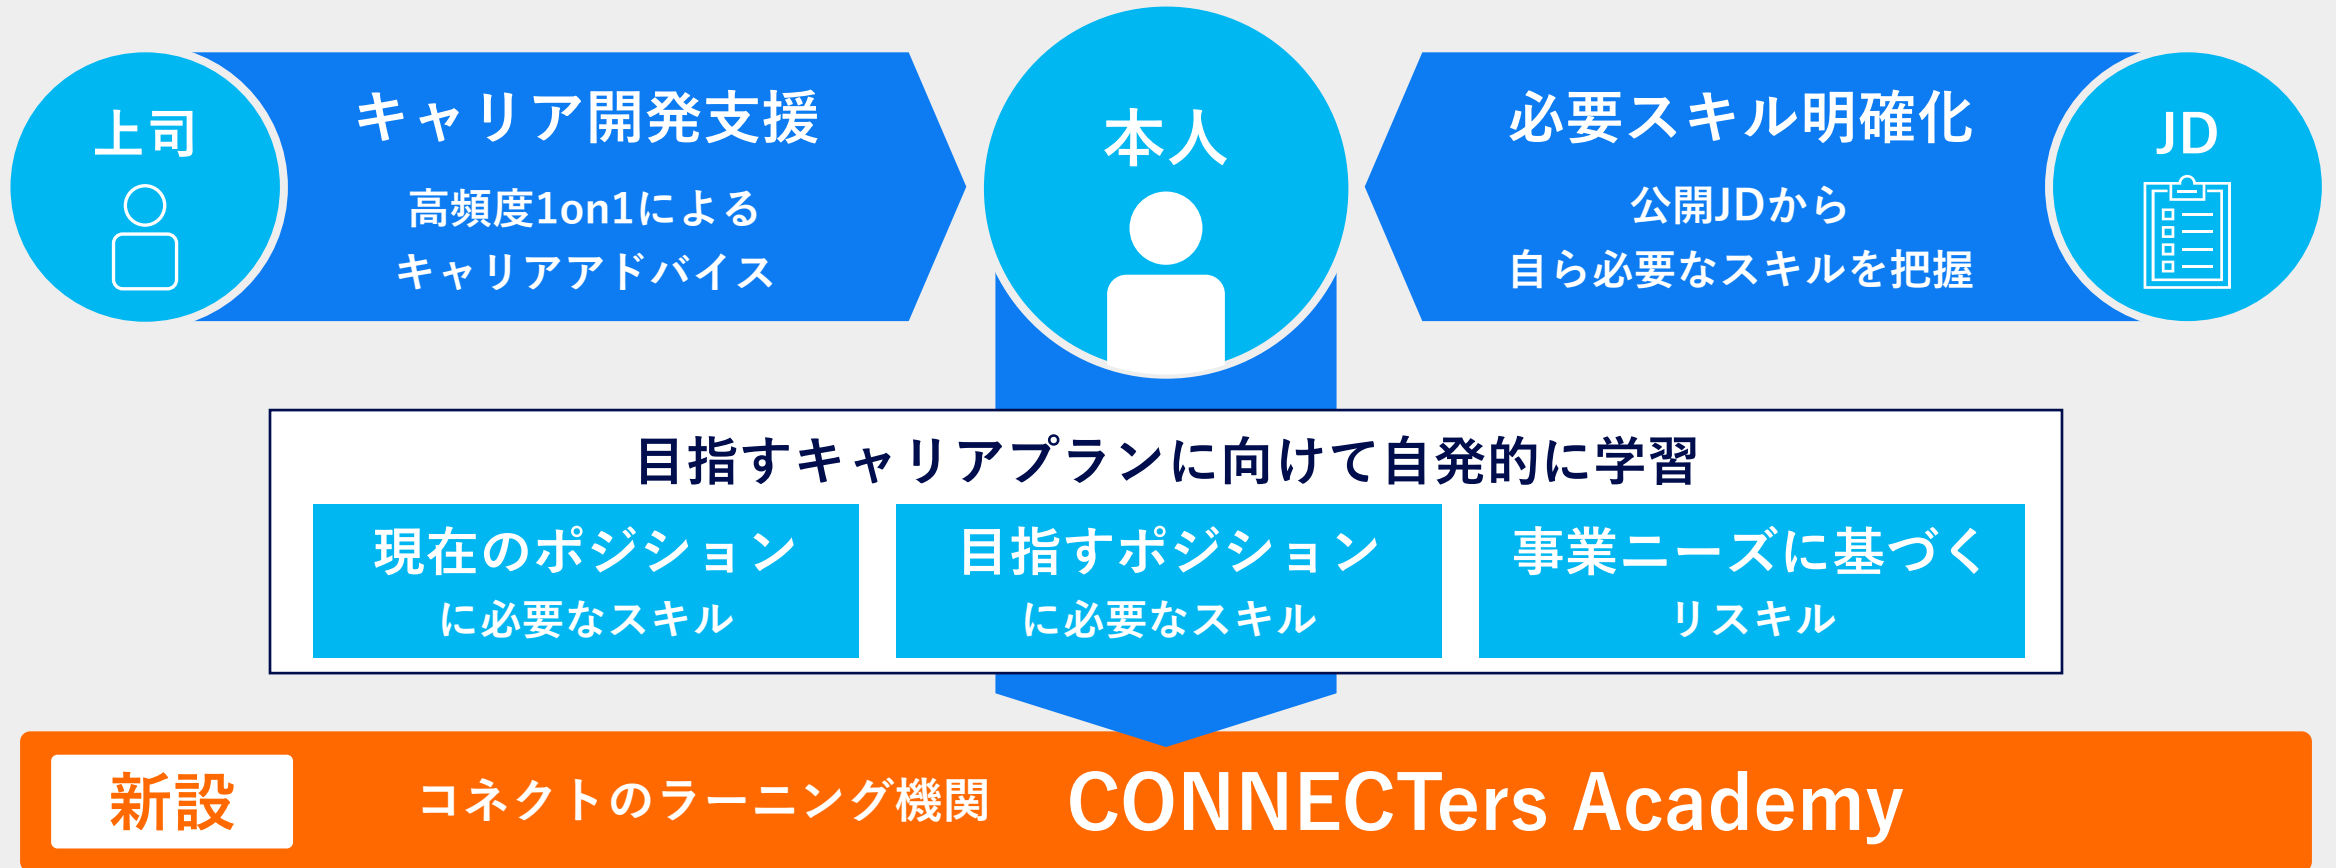 上司
キャリア開発支援
高頻度1on1による
キャリアアドバイス
本人
必要スキル明確化
公開JDから
自ら必要なスキルを把握
JD
目指すキャリアプランに向けて自発的に学習
現在のポジション
に必要なスキル
目指すポジション
に必要なスキル
事業ニーズに基づく
リスキル
新設
コネクトのラーニング機関 CONNECTers Academy